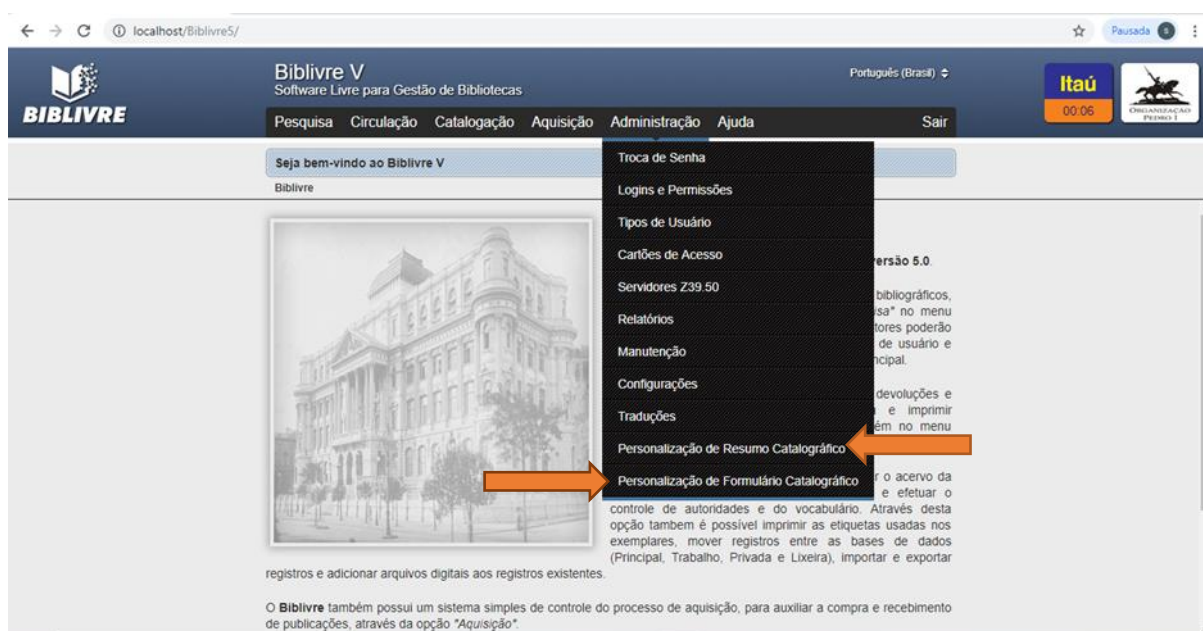 localhost/Biblivre5/
Pausada
s
Biblivre V
Software Livre para Gestão de Bibliotecas
Português (Brasil)
BIBLIVRE
Itaú
00:06
ORGANIZAÇÃO
PEDRO I
Pesquisa Circulação Catalogação Aquisição Administração Ajuda Sair
Seja bem-vindo ao Biblivre V
Biblivre
Troca de Senha
Logins e Permissões
Tipos de Usuário
Cartões de Acesso
Servidores Z39.50
Relatórios
Manutenção
Configurações
Traduções
Personalização de Resumo Catalográfico
Personalização de Formulário Catalográfico
versão 5.0.
bibliográficos,
no menu
poderão
de usuário e
devoluções e
e imprimir
no menu
o acervo da
e efetuar o
controle de autoridades e do vocabulário. Através desta
opção tambem é possível imprimir as etiquetas usadas nos
exemplares, mover registros entre as bases de dados
(Principal, Trabalho, Privada e Lixeira), importar e exportar
registros e adicionar arquivos digitais aos registros existentes.
O Biblivre também possui um sistema simples de controle do processo de aquisição, para auxiliar a compra e recebimento
de publicações, através da opção "Aquisição".